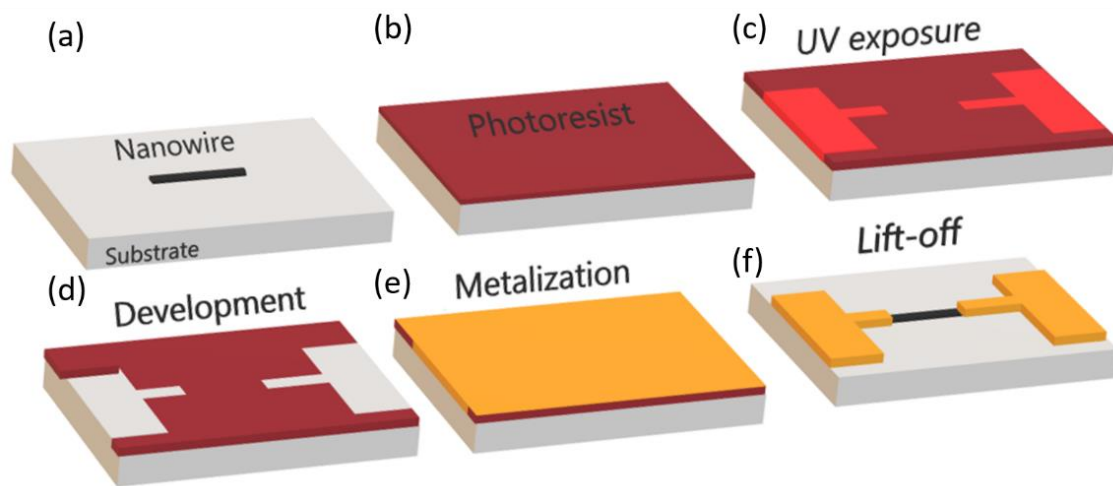 (a)
Nanowire
Substrate
(b)
Photoresist
(c)
UV exposure
(d)
Development
(e)
Metalization
(f)
Lift-off